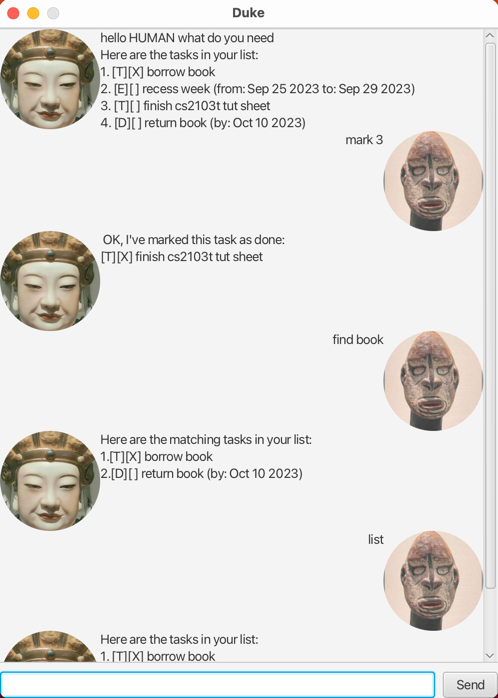 Duke
hello HUMAN what do you need
Here are the tasks in your list:
1. [T][X] borrow book
2. [E][ ] recess week (from: Sep 25 2023 to: Sep 29 2023)
3. [T][ ] finish cs2103t tut sheet
4. [D][ ] return book (by: Oct 10 2023)
mark 3
OK, I've marked this task as done:
[T][X] finish cs2103t tut sheet
find book
Here are the matching tasks in your list:
1.[T][X] borrow book
2.[D][ ] return book (by: Oct 10 2023)
list
Here are the tasks in your list:
1. [T][X] borrow book
Send